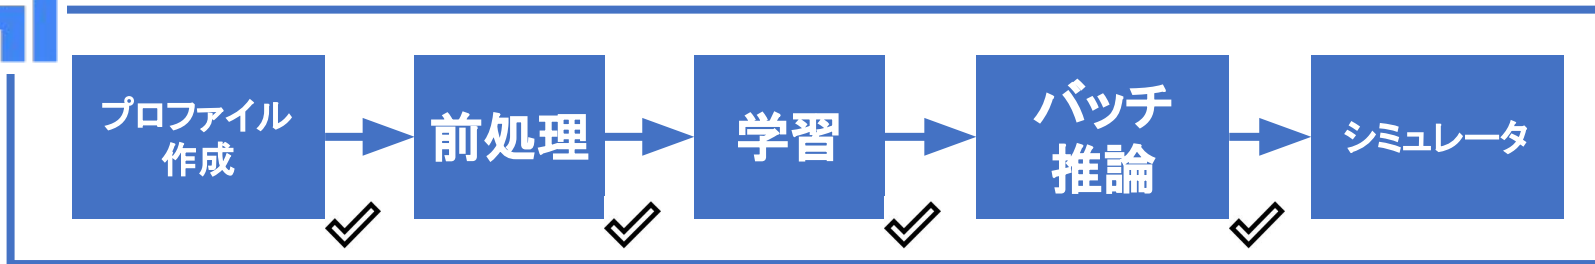 プロファイル
作成
前処理
学習
バッチ
推論
シミュレータ